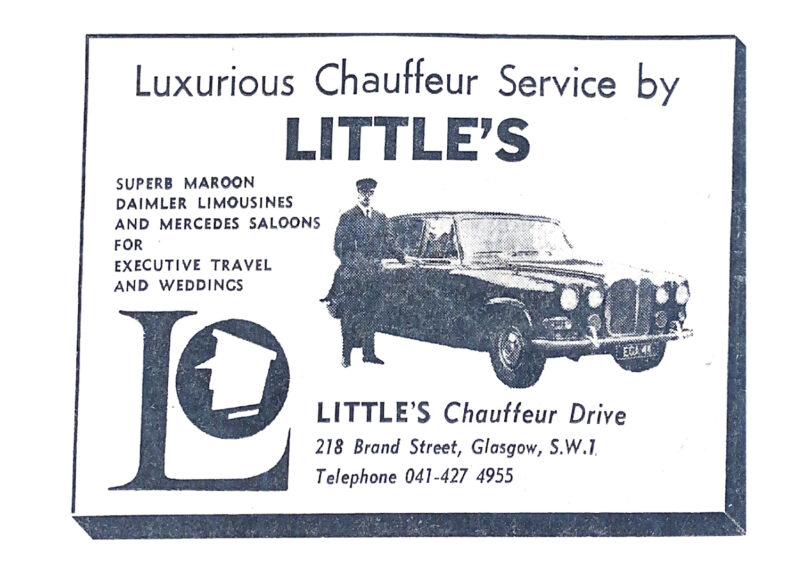 Luxurious Chauffeur Service by
LITTLE'S
SUPERB MAROON
DAIMLER LIMOUSINES
AND MERCEDES SALOONS
FOR
EXECUTIVE TRAVEL
AND WEDDINGS
L
LITTLE'S Chauffeur Drive
218 Brand Street, Glasgow, S.W.1
Telephone 041-427 4955